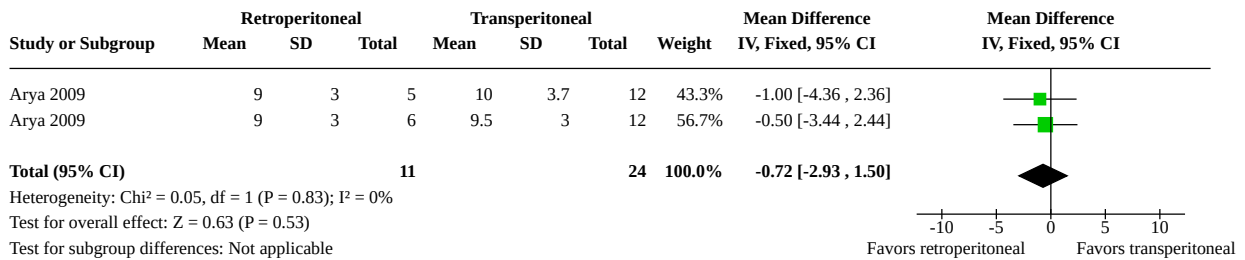 Retroperitoneal Transperitoneal Mean Difference Mean Difference
Study or Subgroup Mean SD Total Mean SD Total Weight IV, Fixed, 95% CI IV, Fixed, 95% CI
Arya 2009 9 3 5 10 3.7 12 43.3% -1.00 [-4.36 , 2.36]
Arya 2009 9 3 6 9.5 3 12 56.7% -0.50 [-3.44 , 2.44]
Total (95% CI) 11 24 100.0% -0.72 [-2.93 , 1.50]
Heterogeneity: Chi² = 0.05, df = 1 (P = 0.83); I² = 0%
Test for overall effect: Z = 0.63 (P = 0.53)
-10 -5 0 5 10
Test for subgroup differences: Not applicable Favors retroperitoneal Favors transperitoneal